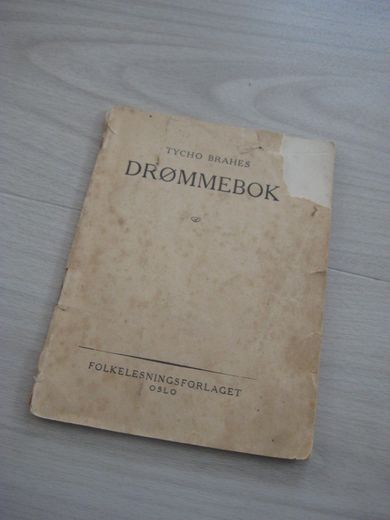 TYCHO BRAHES
DRØMMEBOK
FOLKELESNINGSFORLAGET
OSLO